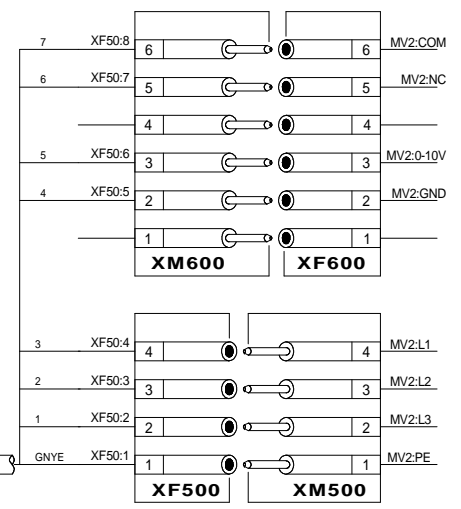 7 XF50:8 6 6 MV2:COM
6 XF50:7 5 5 MV2:NC
4 4
5 XF50:6 3 3 MV2:0-10V
4 XF50:5 2 2 MV2:GND
1 1
XM600 XF600
3 XF50:4 4 4 MV2:L1
2 XF50:3 3 3 MV2:L2
1 XF50:2 2 2 MV2:L3
GNYE XF50:1 1 1 MV2:PE
XF500 XM500